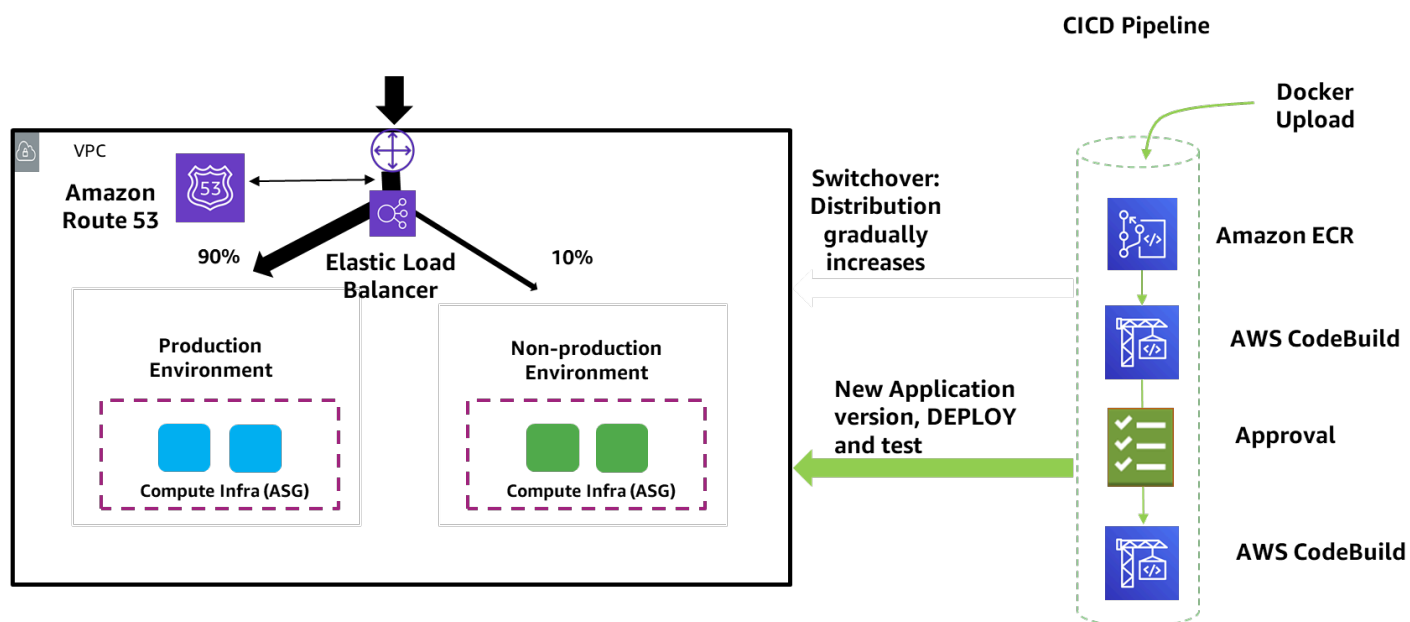 CICD Pipeline
Docker
Upload
VPC
Amazon
Route 53
53
90%
Elastic Load
Balancer
10%
Switchover:
Distribution
gradually
increases
Amazon ECR
Production
Environment
Non-production
Environment
AWS CodeBuild
New Application
version, DEPLOY
and test
Approval
Compute Infra (ASG)
Compute Infra (ASG)
AWS CodeBuild